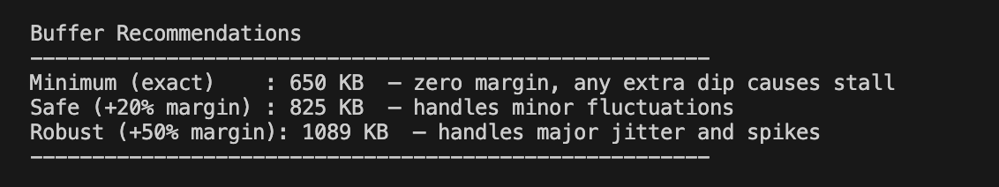 Buffer Recommendations
-------------------------------------------------------
Minimum (exact)    : 650 KB  — zero margin, any extra dip causes stall
Safe (+20% margin) : 825 KB  — handles minor fluctuations
Robust (+50% margin): 1089 KB  — handles major jitter and spikes
-------------------------------------------------------